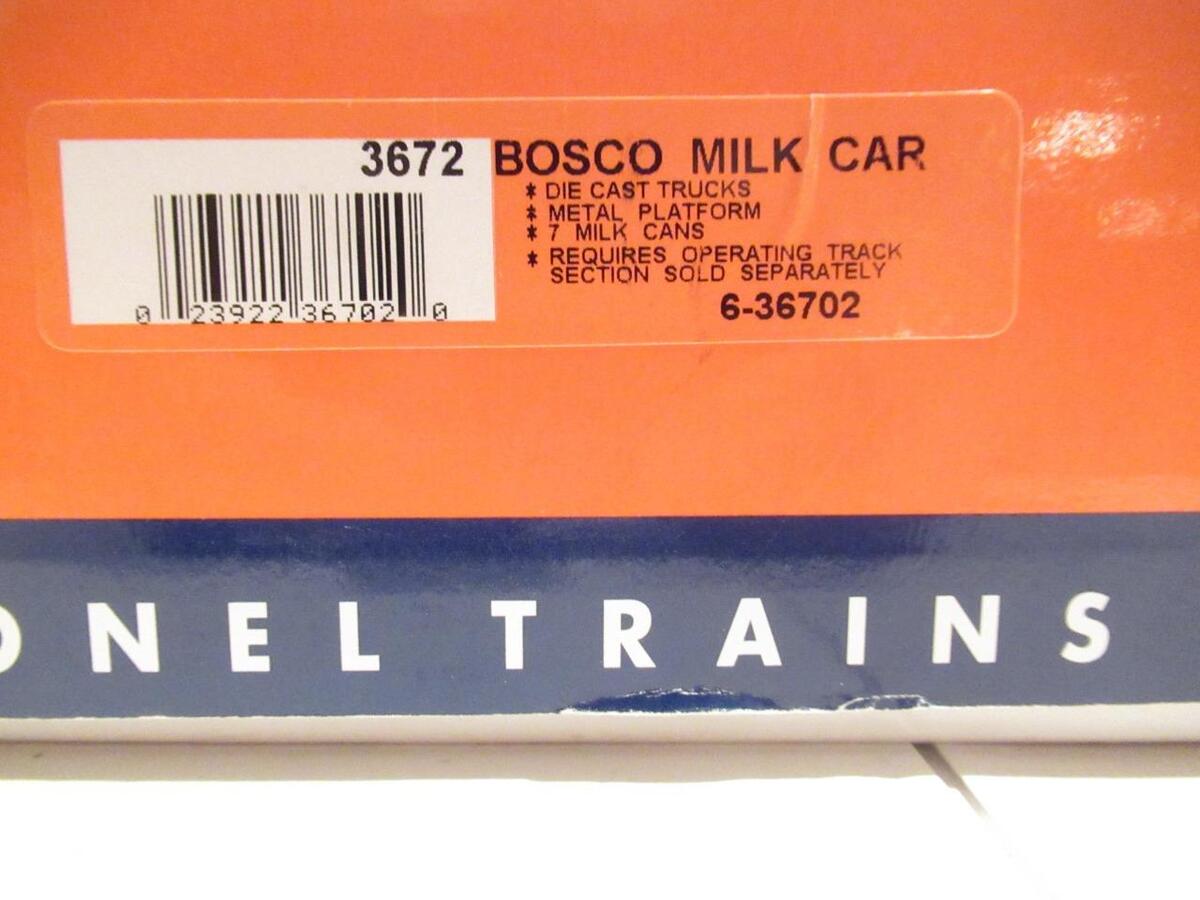 3672 BOSCO MILK CAR
* DIE CAST TRUCKS
* METAL PLATFORM
* 7 MILK CANS
* REQUIRES OPERATING TRACK
SECTION SOLD SEPARATELY
6-36702
0 23922 36702 0
ONEL TRAINS